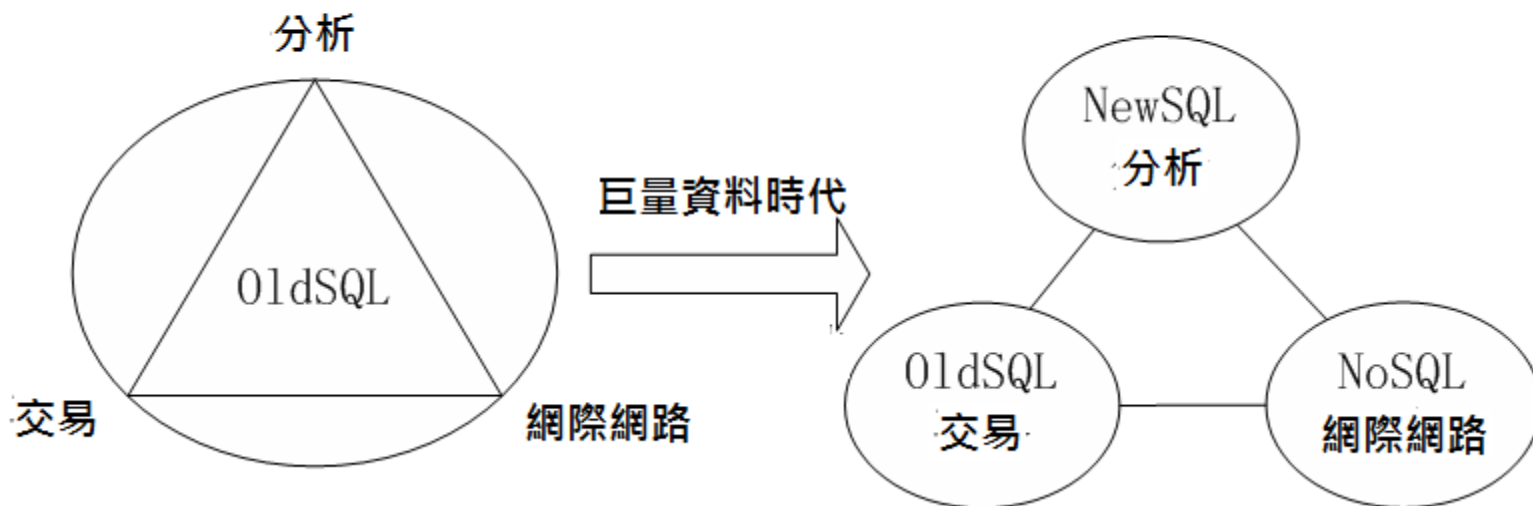 分析
OldSQL
交易
網際網路
巨量資料時代
NewSQL
分析
OldSQL
交易
NoSQL
網際網路